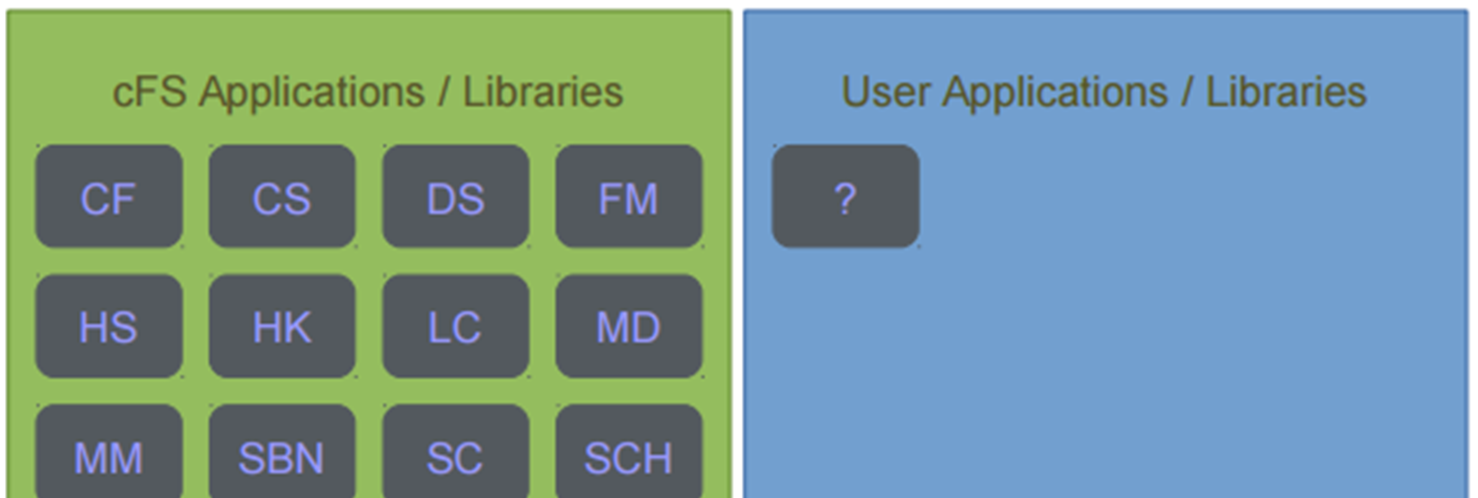 cFS Applications / Libraries
CF CS DS FM
HS HK LC MD
MM SBN SC SCH
User Applications / Libraries
?